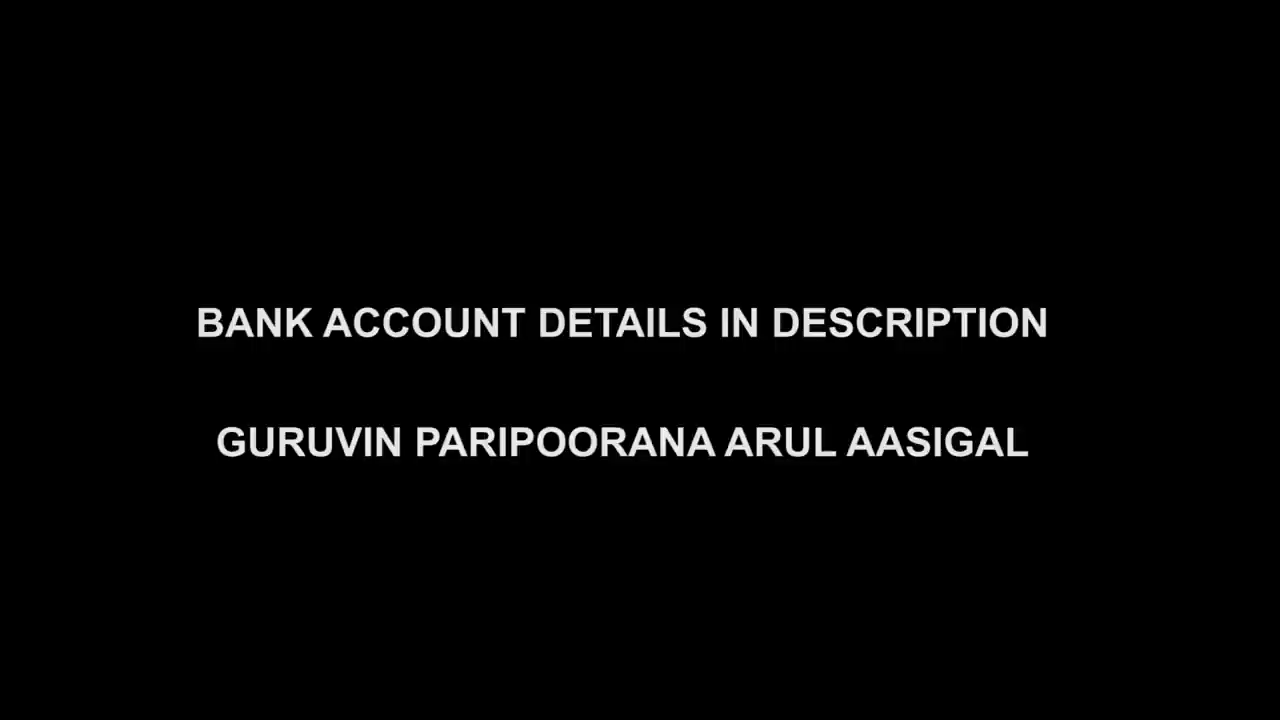 BANK ACCOUNT DETAILS IN DESCRIPTION
GURUVIN PARIPOORANA ARUL AASIGAL